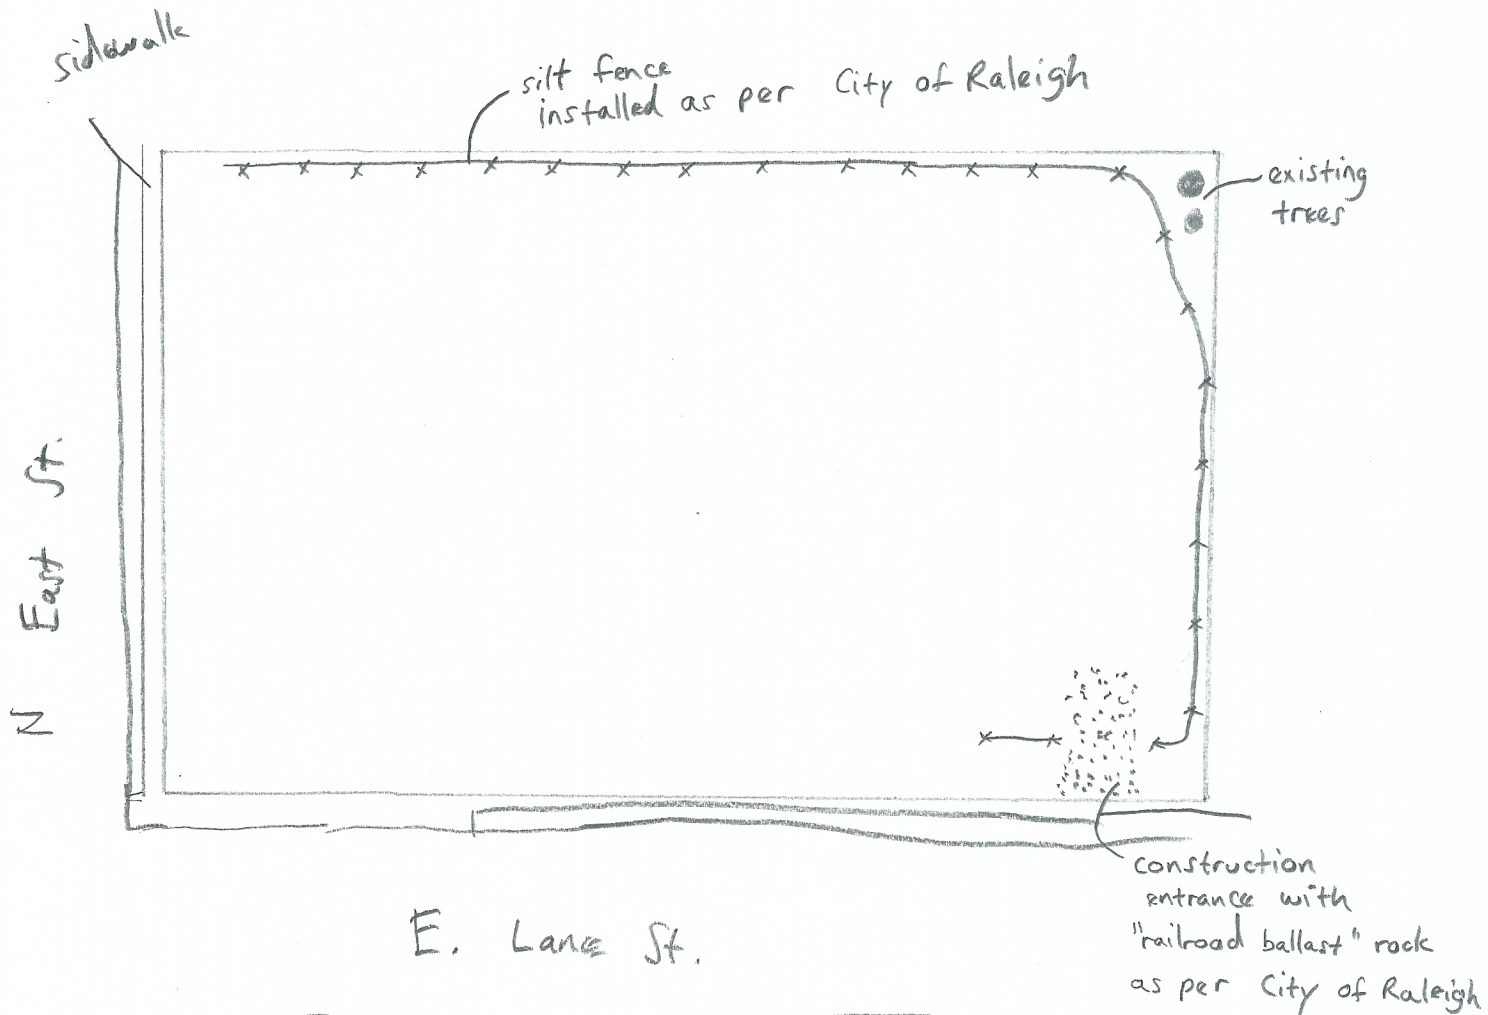 sidewalk
silt fence
installed as per City of Raleigh
existing
trees
N East St.
E. Lane St.
construction
entrance with
"railroad ballast" rock
as per City of Raleigh